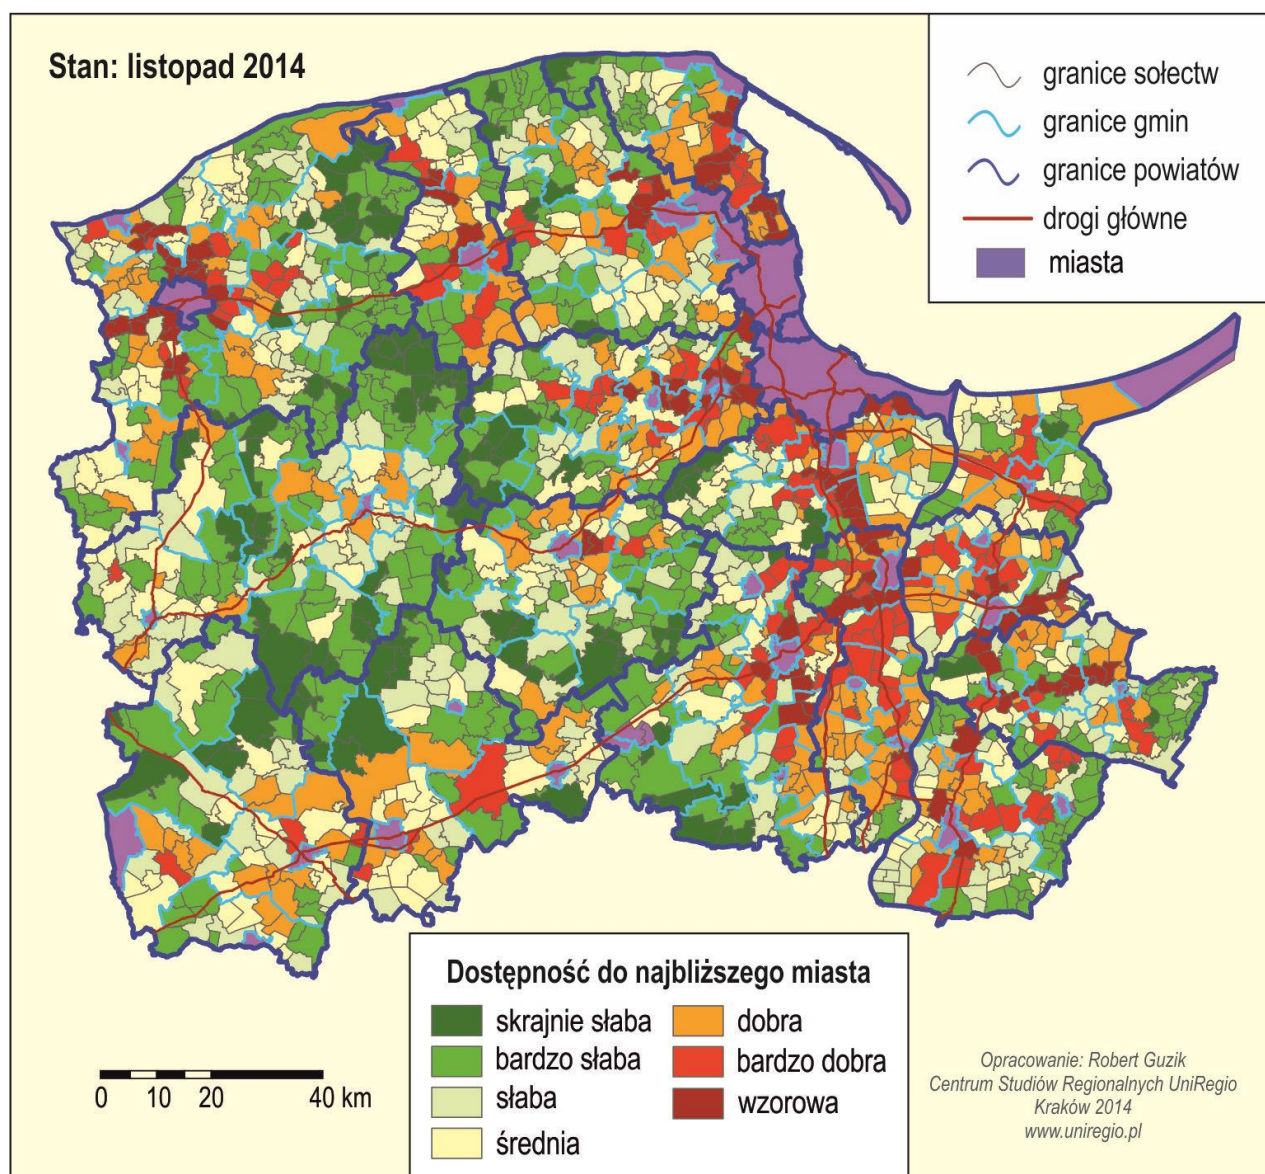 Stan: listopad 2014
granice sołectw
granice gmin
granice powiatów
drogi główne
miasta
Dostępność do najbliższego miasta
skrajnie słaba
bardzo słaba
słaba
średnia
dobra
bardzo dobra
wzorowa
0 10 20 40 km
Opracowanie: Robert Guzik
Centrum Studiów Regionalnych UniRegio
Kraków 2014
www.uniregio.pl